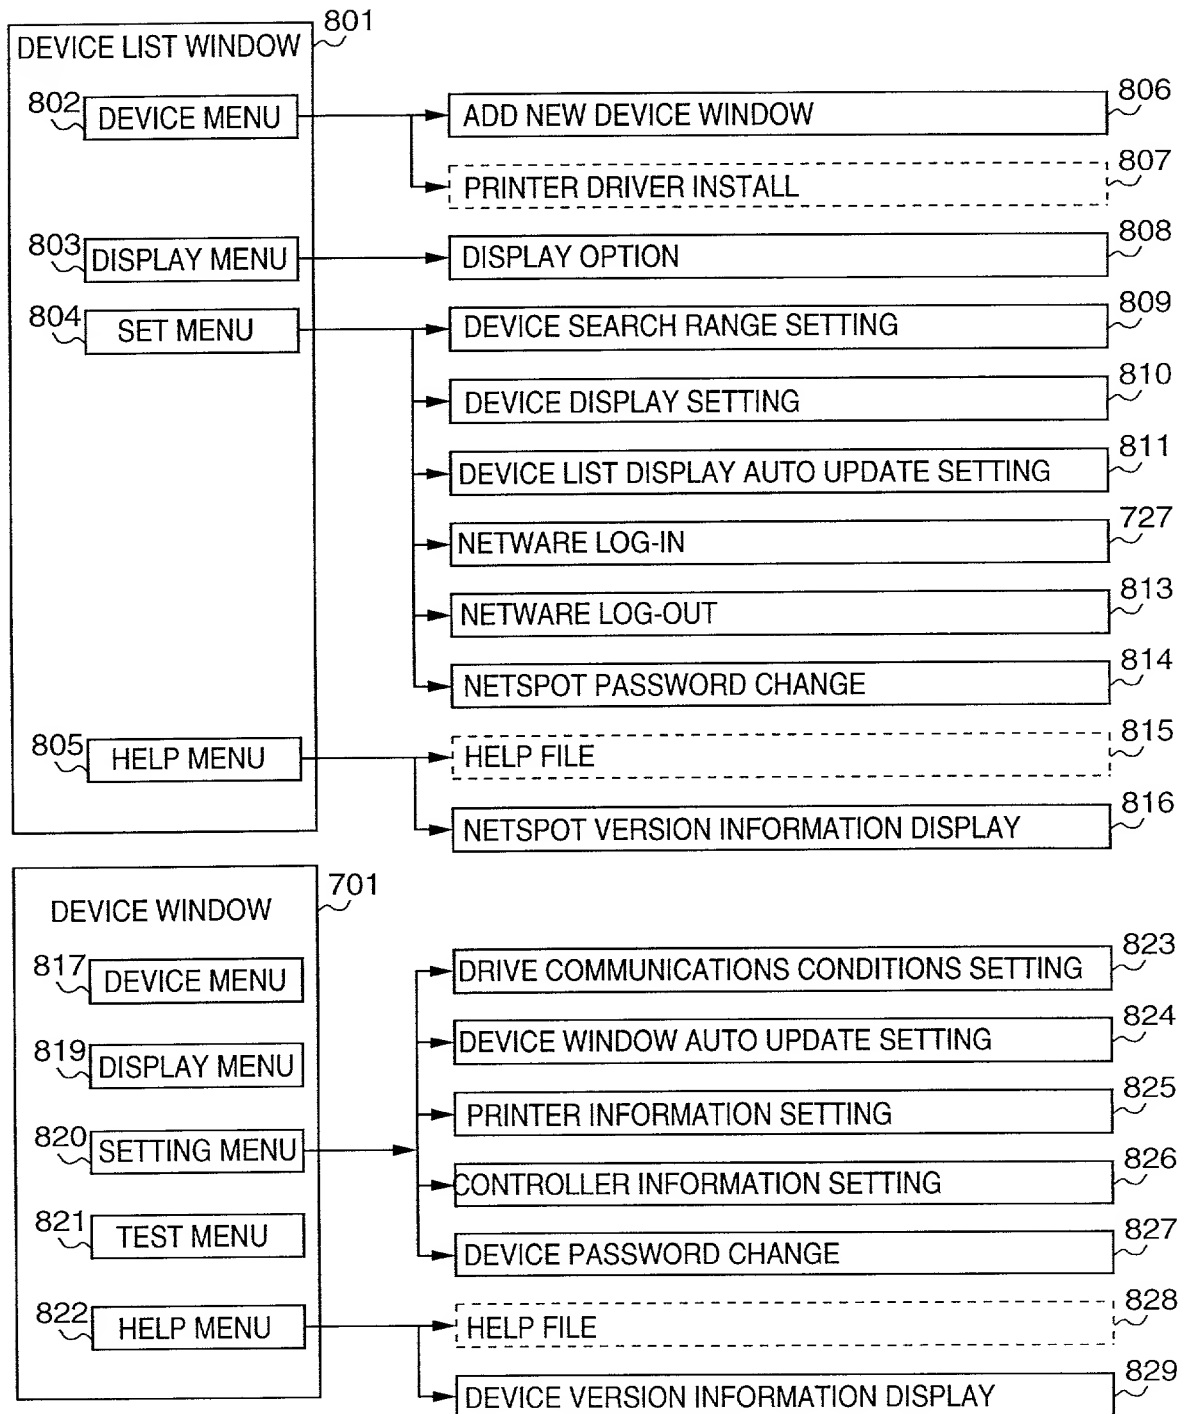 801
DEVICE LIST WINDOW
802
DEVICE MENU
806
ADD NEW DEVICE WINDOW
807
PRINTER DRIVER INSTALL
803
DISPLAY MENU
808
DISPLAY OPTION
804
SET MENU
809
DEVICE SEARCH RANGE SETTING
810
DEVICE DISPLAY SETTING
811
DEVICE LIST DISPLAY AUTO UPDATE SETTING
727
NETWARE LOG-IN
813
NETWARE LOG-OUT
814
NETSPOT PASSWORD CHANGE
805
HELP MENU
815
HELP FILE
816
NETSPOT VERSION INFORMATION DISPLAY
701
DEVICE WINDOW
817
DEVICE MENU
823
DRIVE COMMUNICATIONS CONDITIONS SETTING
819
DISPLAY MENU
824
DEVICE WINDOW AUTO UPDATE SETTING
825
PRINTER INFORMATION SETTING
820
SETTING MENU
826
CONTROLLER INFORMATION SETTING
821
TEST MENU
827
DEVICE PASSWORD CHANGE
822
HELP MENU
828
HELP FILE
829
DEVICE VERSION INFORMATION DISPLAY